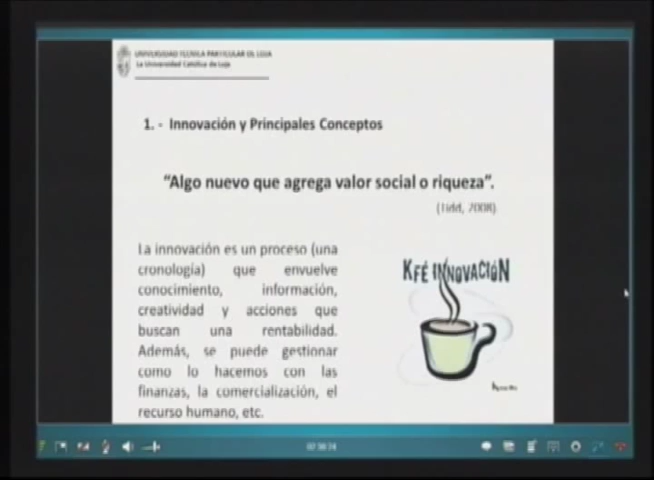 UNIVERSIDAD TÉCNICA PARTICULAR DE LOJA
La Universidad Católica de Loja
1. - Innovación y Principales Conceptos
“Algo nuevo que agrega valor social o riqueza”.
(Tidd, 2008)
La innovación es un proceso (una
cronología) que envuelve
conocimiento, información,
creatividad y acciones que
buscan una rentabilidad.
Además, se puede gestionar
como lo hacemos con las
finanzas, la comercialización, el
recurso humano, etc.
KFÉ INNOVACIÓN